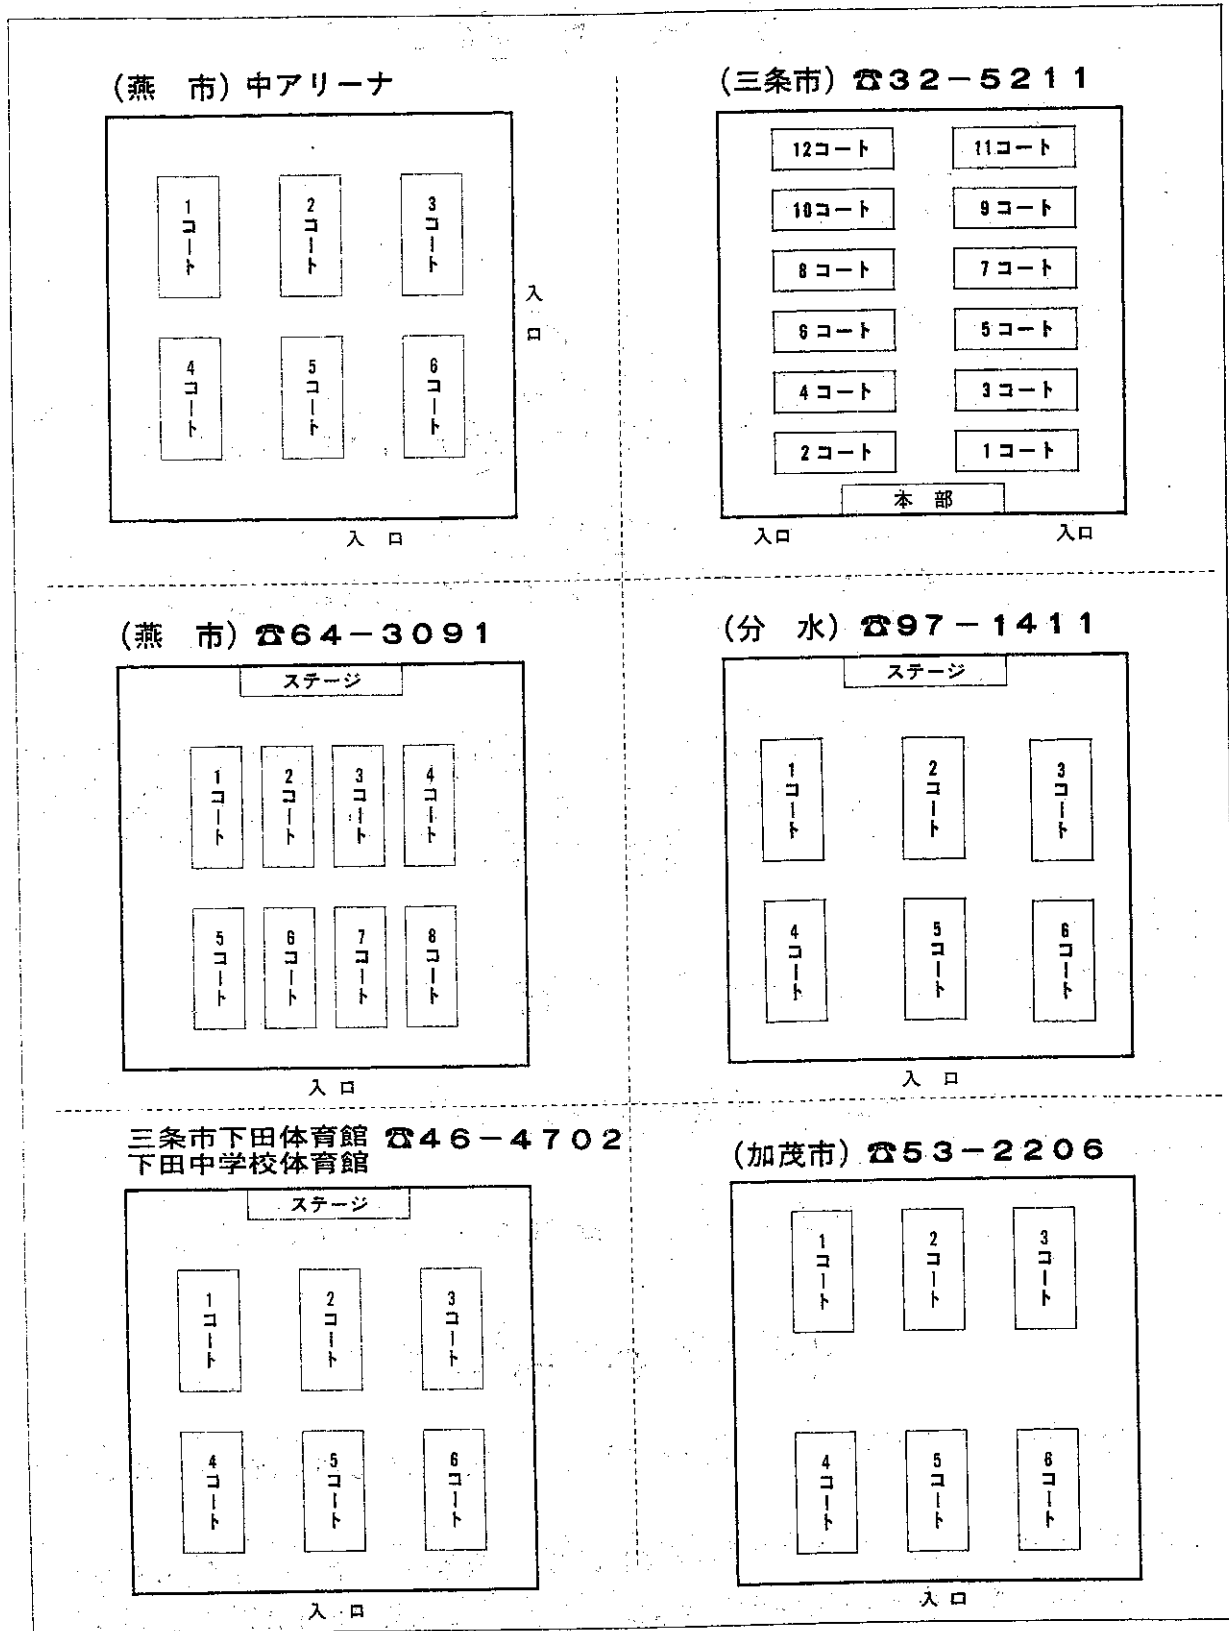 (燕 市) 中アリーナ
1コート
2コート
3コート
4コート
5コート
6コート
入口
入 口
(三条市) ☎32-5211
12コート 11コート
10コート 9コート
8コート 7コート
6コート 5コート
4コート 3コート
2コート 1コート
本 部
入口 入口
(燕 市) ☎64-3091
ステージ
1コート
2コート
3コート
4コート
5コート
6コート
7コート
8コート
入 口
(分 水) ☎97-1411
ステージ
1コート
2コート
3コート
4コート
5コート
6コート
入 口
三条市下田体育館 ☎46-4702
下田中学校体育館
ステージ
1コート
2コート
3コート
4コート
5コート
6コート
入 口
(加茂市) ☎53-2206
1コート
2コート
3コート
4コート
5コート
6コート
入 口